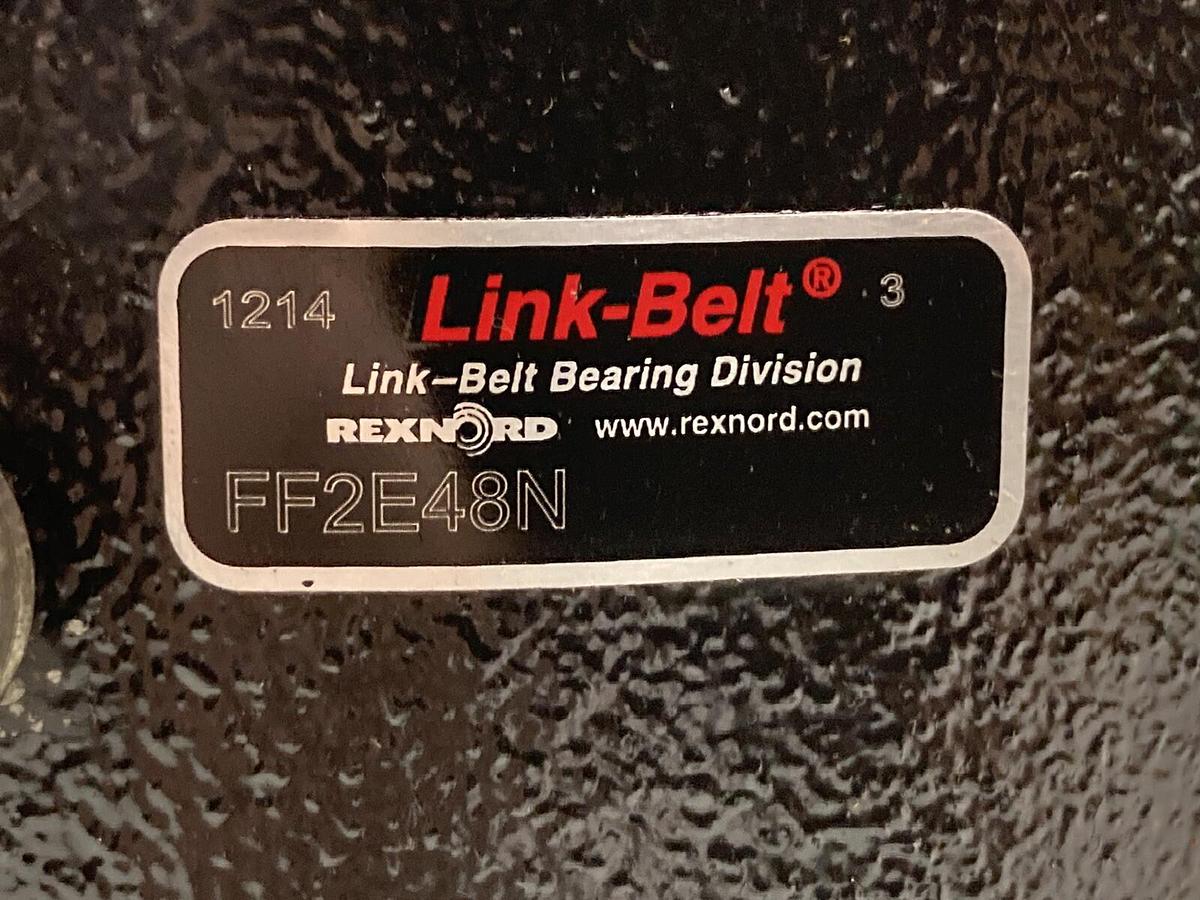 1214 Link-Belt® 3
Link-Belt Bearing Division
REXNORD www.rexnord.com
FF2E48N